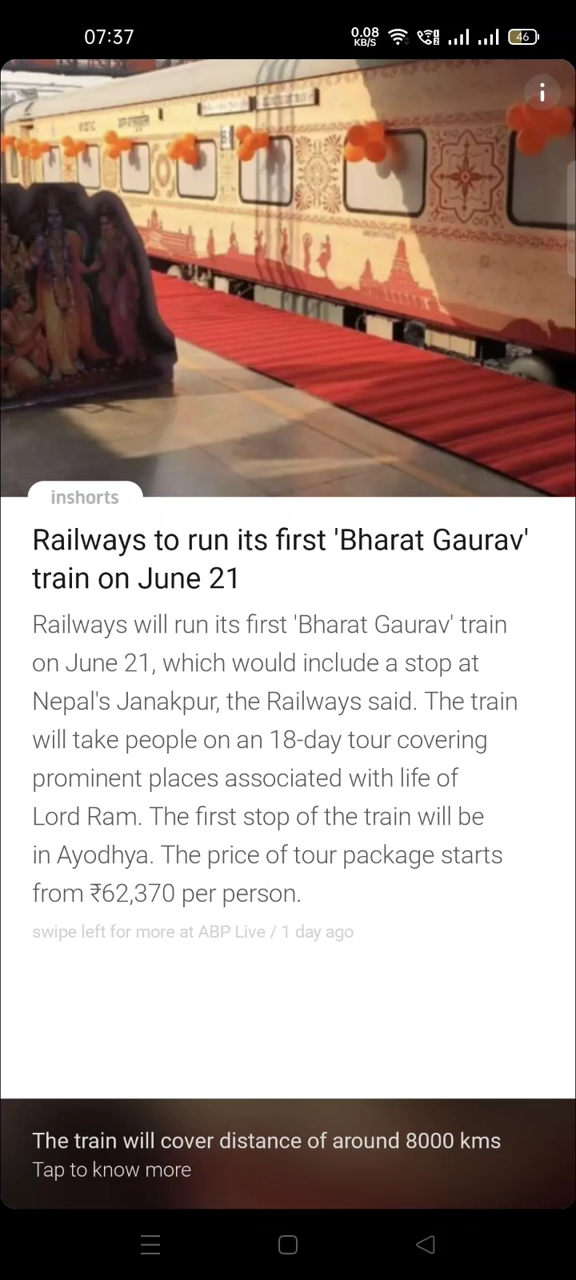 07:37
0.08
KB/S
46
inshorts
Railways to run its first 'Bharat Gaurav'
train on June 21
Railways will run its first 'Bharat Gaurav' train
on June 21, which would include a stop at
Nepal's Janakpur, the Railways said. The train
will take people on an 18-day tour covering
prominent places associated with life of
Lord Ram. The first stop of the train will be
in Ayodhya. The price of tour package starts
from ₹62,370 per person.
swipe left for more at ABP Live / 1 day ago
The train will cover distance of around 8000 kms
Tap to know more